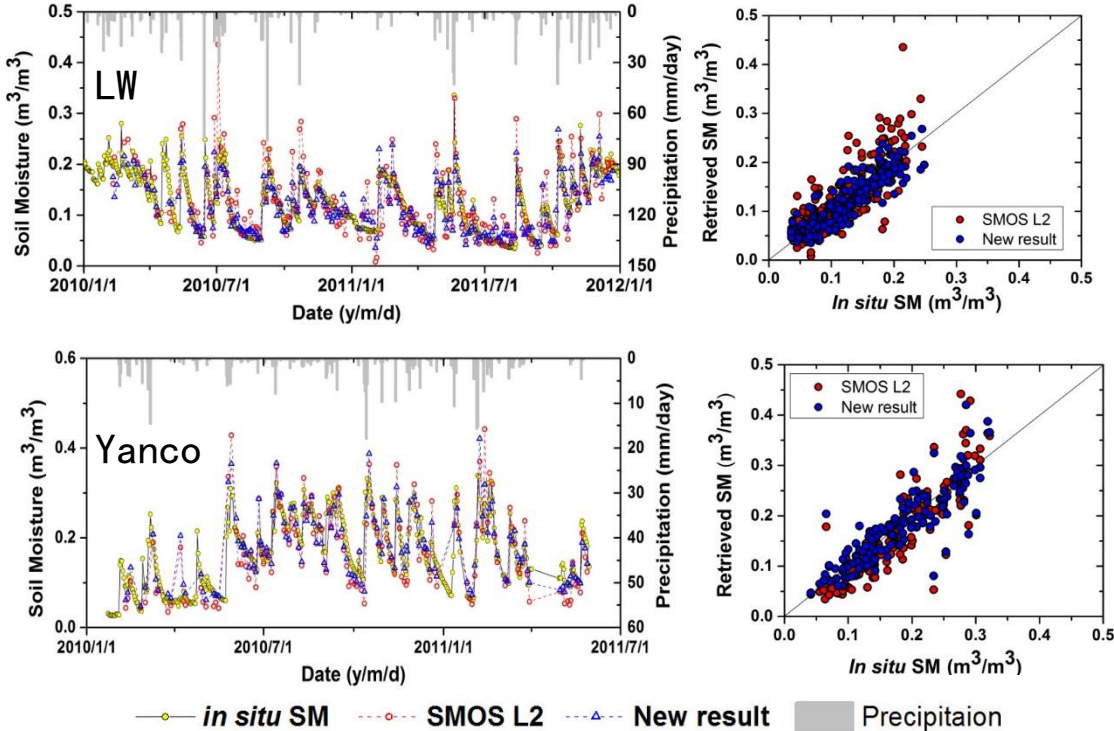 LW
Soil Moisture (m³/m³)
0.5
0.4
0.3
0.2
0.1
0.0
2010/1/1 2010/7/1 2011/1/1 2011/7/1 2012/1/1
Date (y/m/d)
0
30
60
90
120
150
Precipitation (mm/day)
Retrieved SM (m³/m³)
0.5
0.4
0.3
0.2
0.1
0.0
SMOS L2
New result
0.0 0.1 0.2 0.3 0.4 0.5
In situ SM (m³/m³)
Yanco
Soil Moisture (m³/m³)
0.6
0.4
0.2
0.0
2010/1/1 2010/7/1 2011/1/1 2011/7/1
Date (y/m/d)
0
10
20
30
40
50
60
Precipitation (mm/day)
Retrieved SM (m³/m³)
0.5
0.4
0.3
0.2
0.1
0.0
SMOS L2
New result
0.0 0.1 0.2 0.3 0.4 0.5
In situ SM (m³/m³)
in situ SM SMOS L2 New result Precipitaion